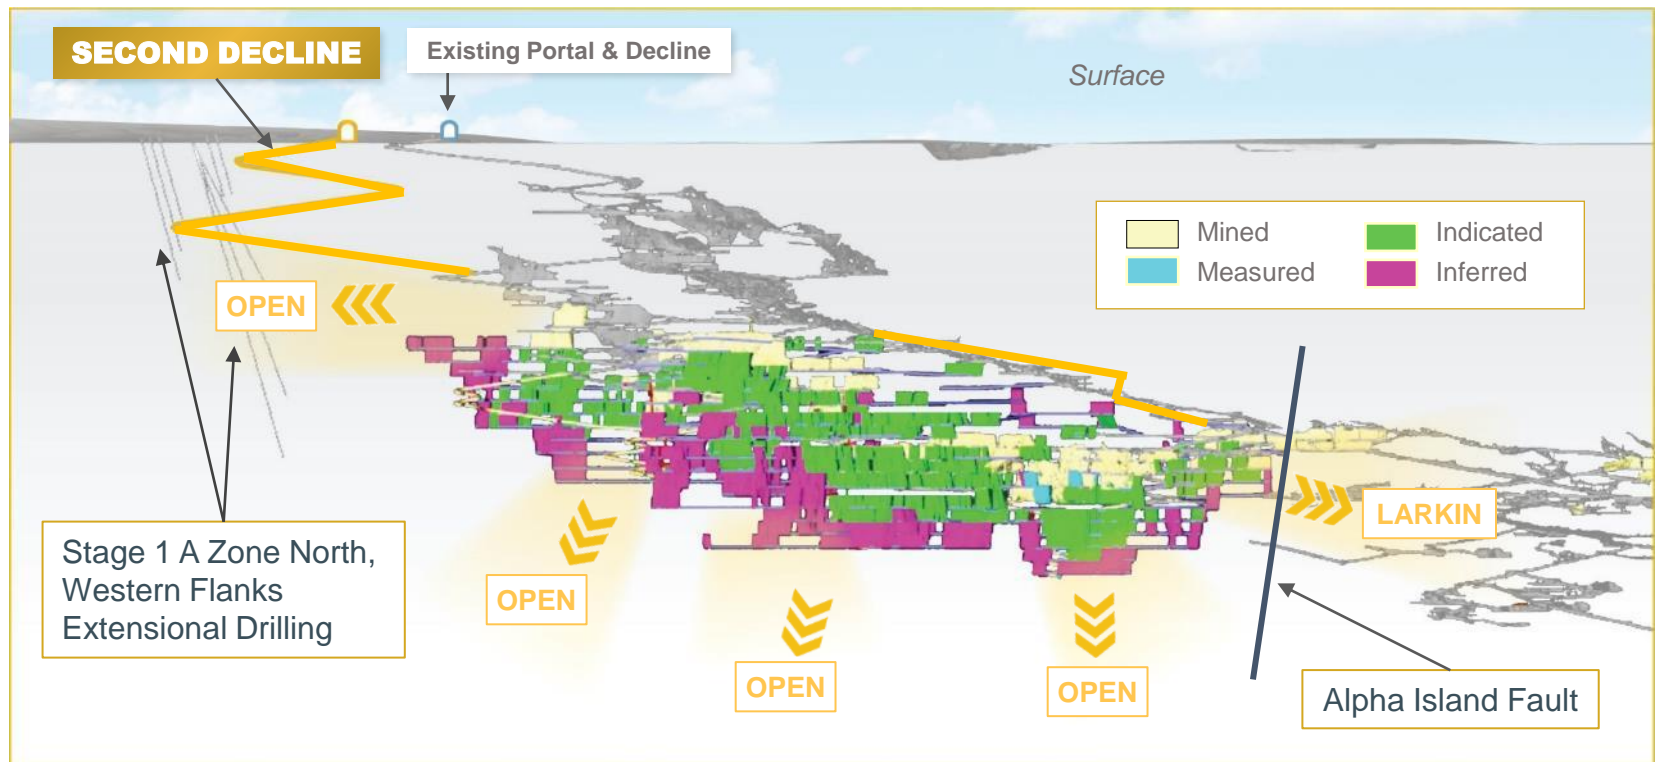 SECOND DECLINE
Existing Portal & Decline
Surface
Mined
Indicated
Measured
Inferred
OPEN
LARKIN
Stage 1 A Zone North,
Western Flanks
Extensional Drilling
OPEN
OPEN
OPEN
Alpha Island Fault